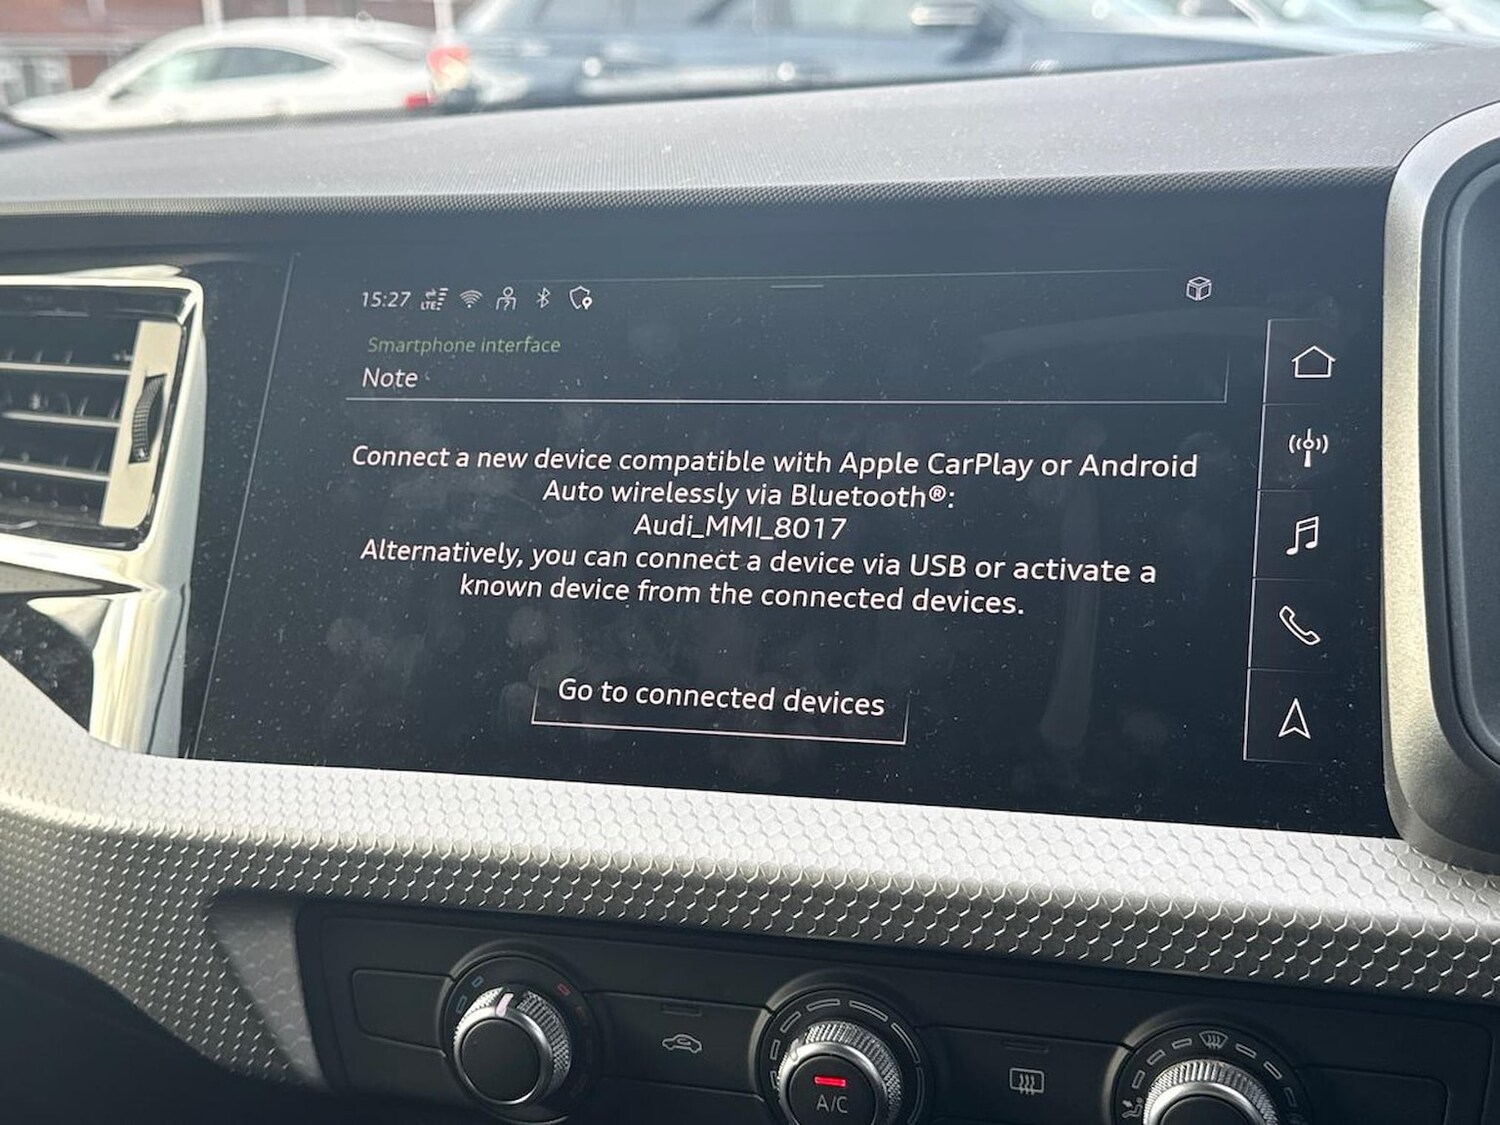 15:27 LTE
Smartphone interface
Note
Connect a new device compatible with Apple CarPlay or Android
Auto wirelessly via Bluetooth®:
Audi_MMI_8017
Alternatively, you can connect a device via USB or activate a
known device from the connected devices.
Go to connected devices
A/C